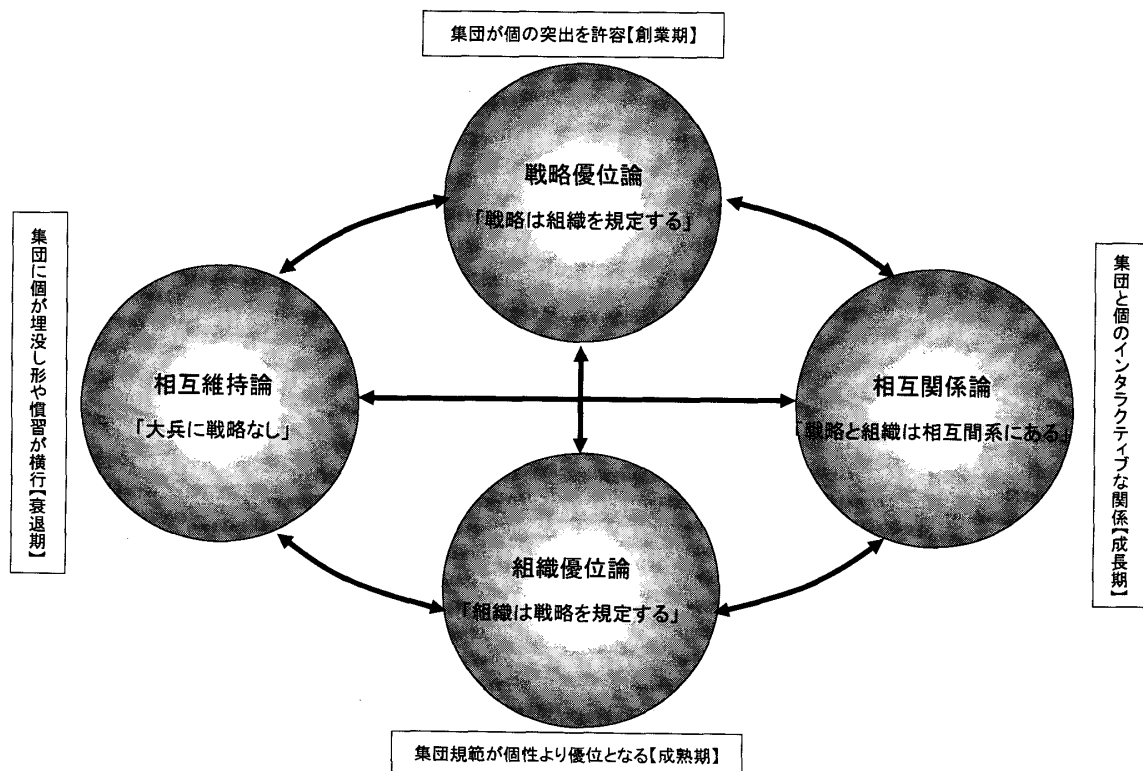 集団が個の突出を許容【創業期】
戦略優位論
「戦略は組織を規定する」
集団に個が埋没し形や慣習が横行【衰退期】
相互維持論
「大兵に戦略なし」
相互関係論
「戦略と組織は相互間系にある」
集団と個のインタラクティブな関係【成長期】
組織優位論
「組織は戦略を規定する」
集団規範が個性より優位となる【成熟期】